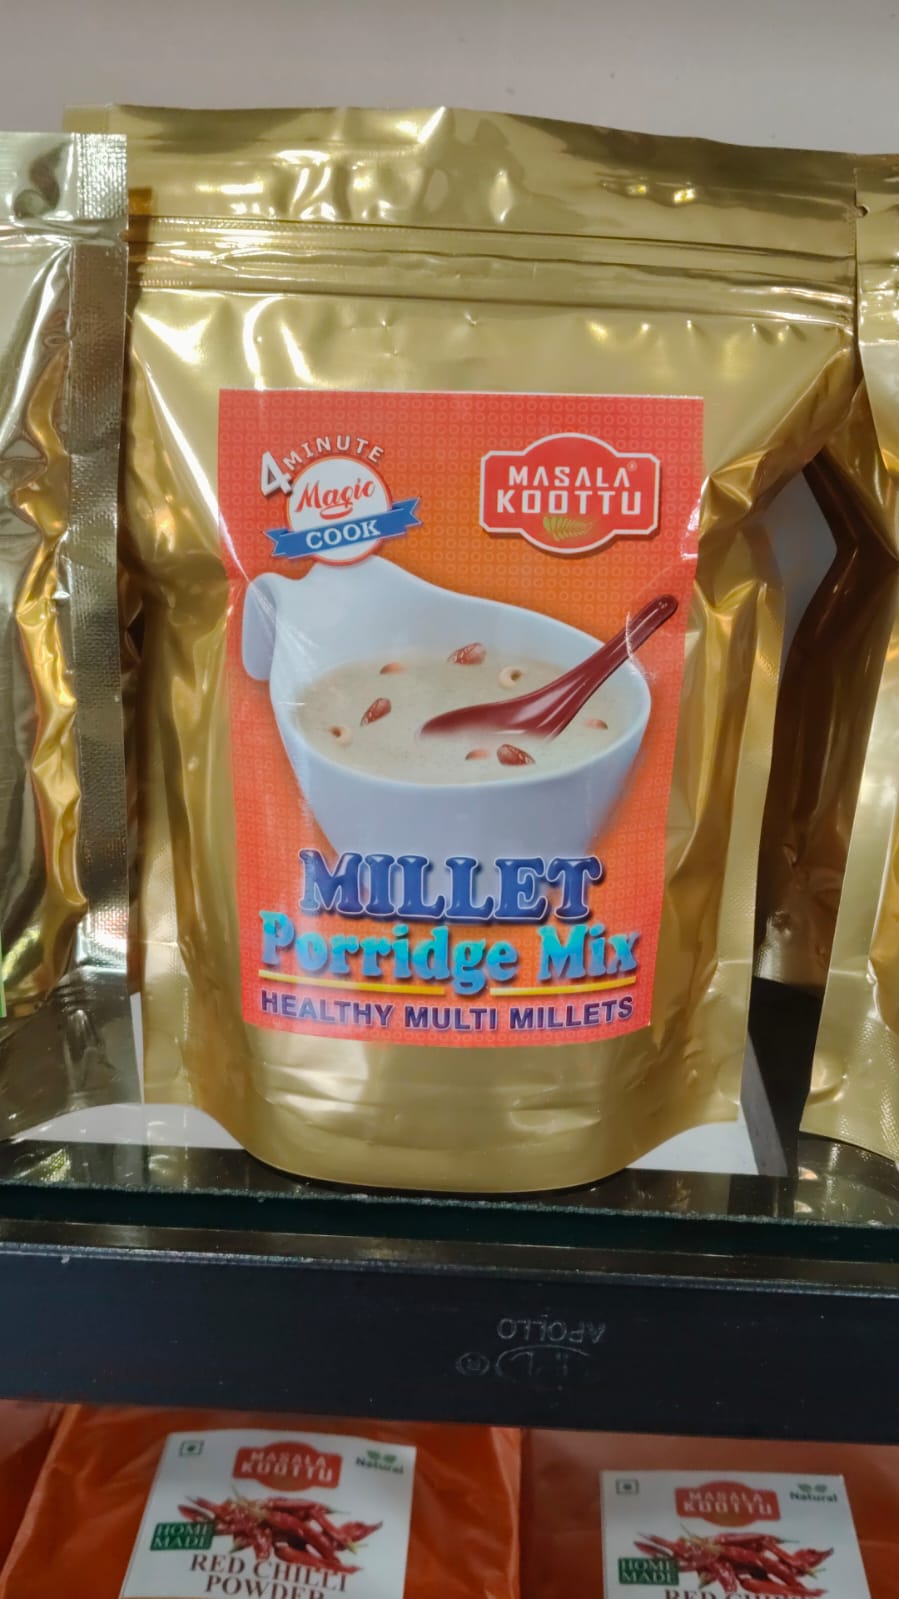 4 MINUTE
Magic
COOK
MASALA®
KOOTTU
MILLET
Porridge Mix
HEALTHY MULTI MILLETS
APOLLO
®
MASALA
KOOTTU
Natural
HOME
MADE
RED CHILLI
POWDER
MASALA
KOOTTU
Natural
HOME
MADE